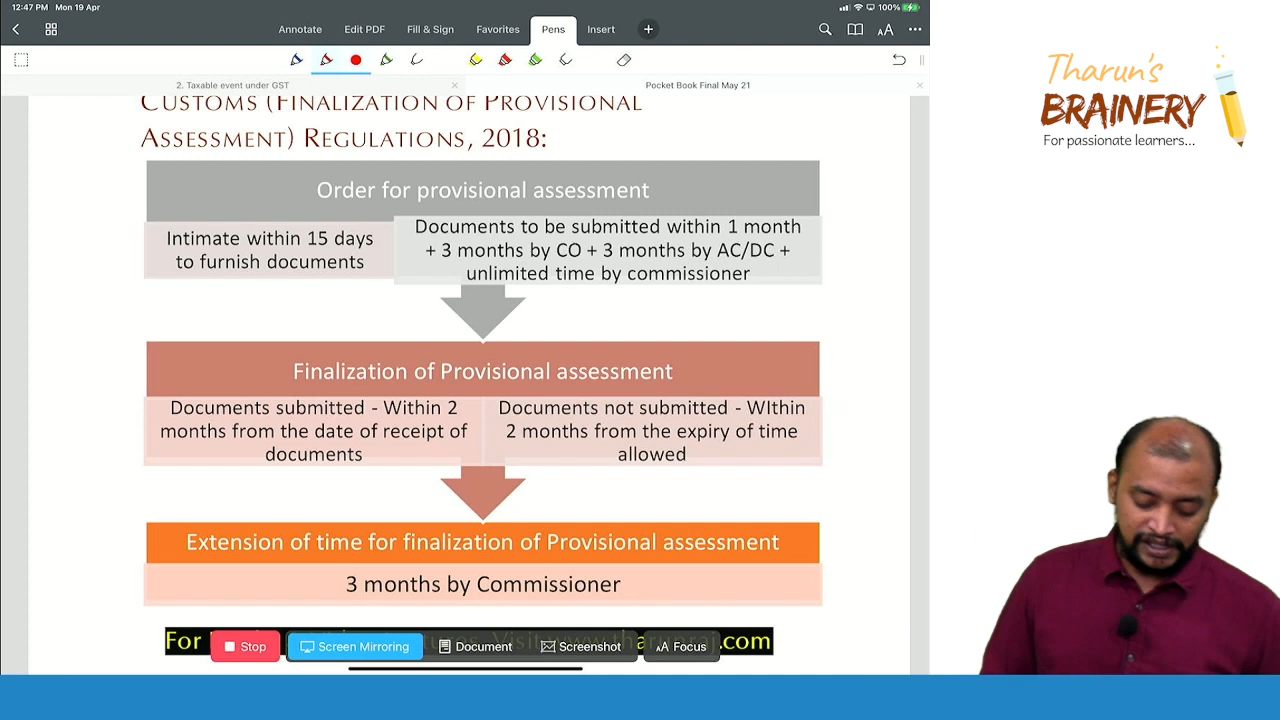 12:47 PM Mon 19 Apr
100%
Annotate Edit PDF Fill & Sign Favorites Pens Insert
AA
2. Taxable event under GST
Pocket Book Final May 21
CUSTOMS (FINALIZATION OF PROVISIONAL
ASSESSMENT) REGULATIONS, 2018:
Order for provisional assessment
Intimate within 15 days
to furnish documents
Documents to be submitted within 1 month
+ 3 months by CO + 3 months by AC/DC +
unlimited time by commissioner
Finalization of Provisional assessment
Documents submitted - Within 2
months from the date of receipt of
documents
Documents not submitted - WIthin
2 months from the expiry of time
allowed
Extension of time for finalization of Provisional assessment
3 months by Commissioner
For Visit .com
Stop Screen Mirroring Document Screenshot AA Focus
Tharun's
BRAINERY
For passionate learners...